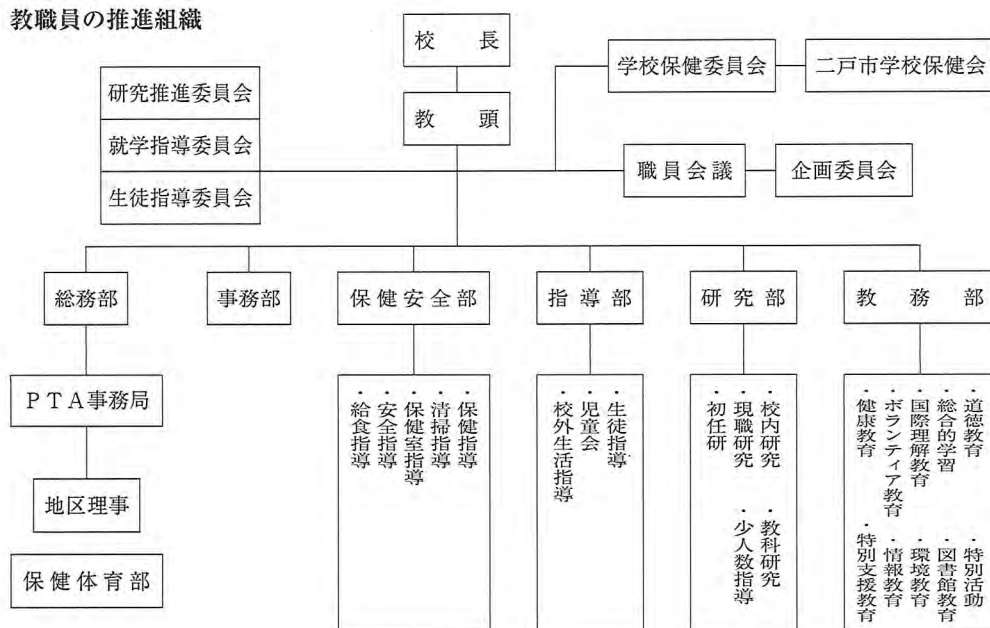 教職員の推進組織
校長
教頭
学校保健委員会
二戸市学校保健会
研究推進委員会
就学指導委員会
生徒指導委員会
職員会議
企画委員会
総務部
事務部
保健安全部
指導部
研究部
教務部
PTA事務局
地区理事
保健体育部
・保健指導
・清掃指導
・保健室指導
・安全指導
・給食指導
・生徒指導
・児童会
・校外生活指導
・校内研究 ・教科研究
・現職研究 ・少人数指導
・初任研
・道徳教育 ・特別活動
・総合的学習 ・図書館教育
・国際理解教育 ・環境教育
・ボランティア教育 ・情報教育
・健康教育 ・特別支援教育